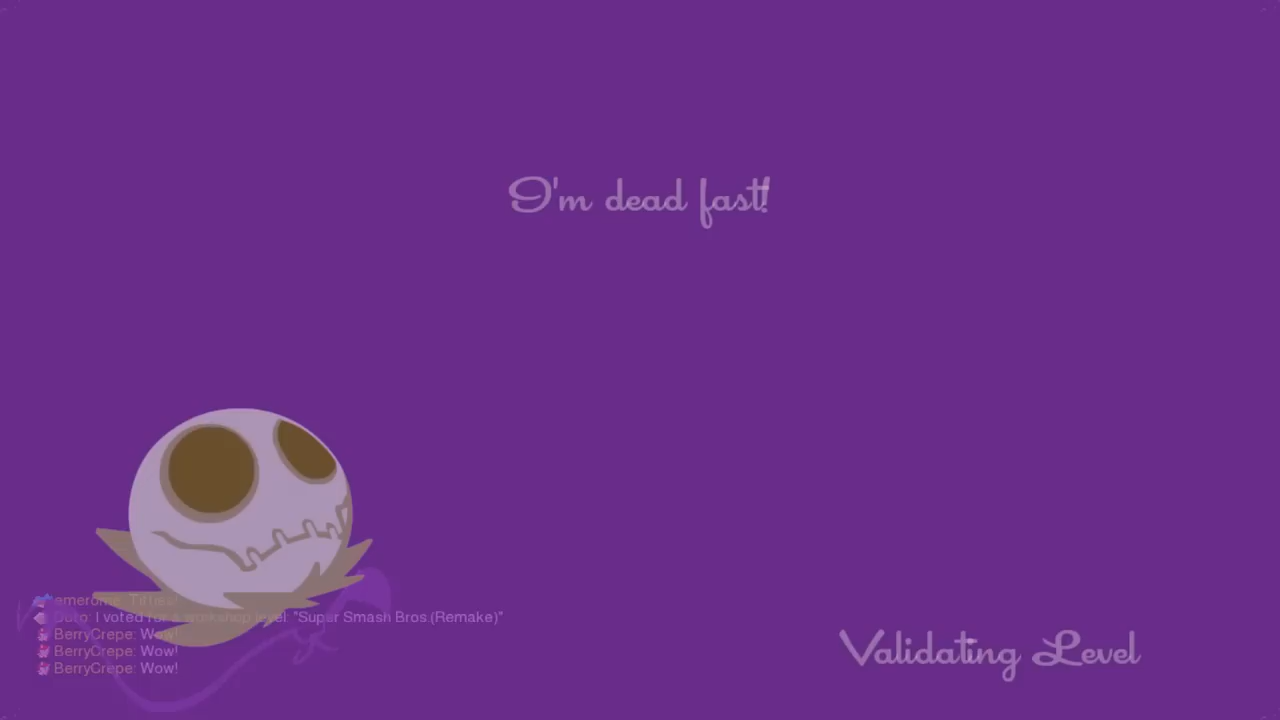 I'm dead fast!
I voted for a workshop level: "Super Smash Bros.(Remake)"
BerryCrepe: Wow!
BerryCrepe: Wow!
BerryCrepe: Wow!
Validating Level